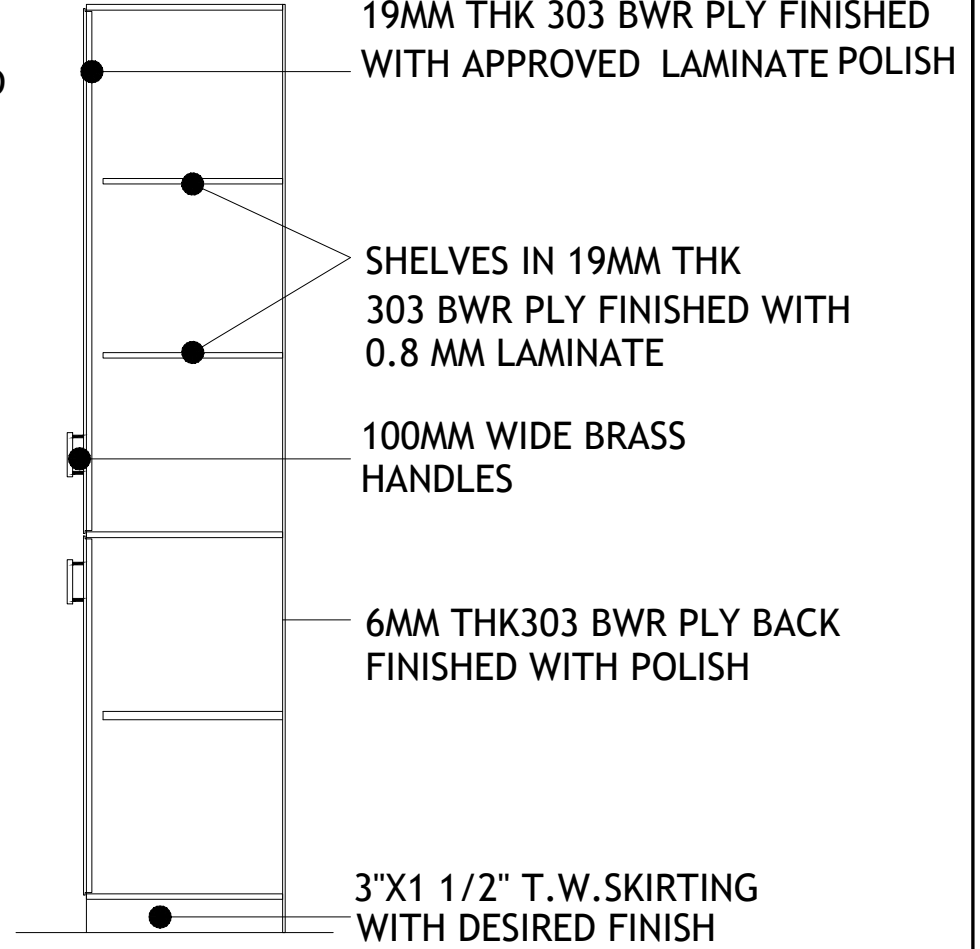 19MM THK 303 BWR PLY FINISHED
WITH APPROVED LAMINATE POLISH
SHELVES IN 19MM THK
303 BWR PLY FINISHED WITH
0.8 MM LAMINATE
100MM WIDE BRASS
HANDLES
6MM THK303 BWR PLY BACK
FINISHED WITH POLISH
3"X1 1/2" T.W.SKIRTING
WITH DESIRED FINISH